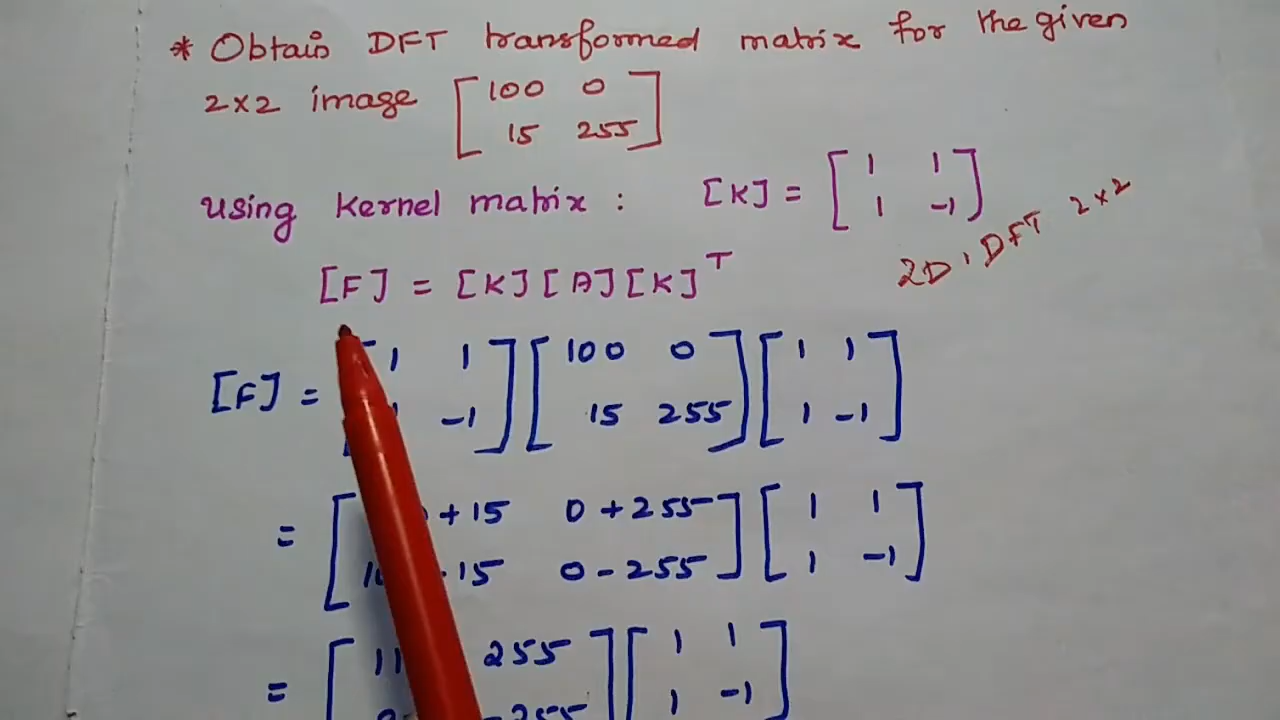 * Obtain DFT transformed matrix for the given
2x2 image [ 100 0
15 255 ]
using Kernel matrix : [K] = [ 1 1
1 -1 ]
2D, DFT 2x2
[F] = [K][A][K]^T
[F] = [ 1 1 ] [ 100 0 ] [ 1 1 ]
-1 15 255 1 -1
= [ +15 0+255 ] [ 1 1 ]
15 0-255 1 -1
= [ 255 ] [ 1 1 ]
-255 1 -1